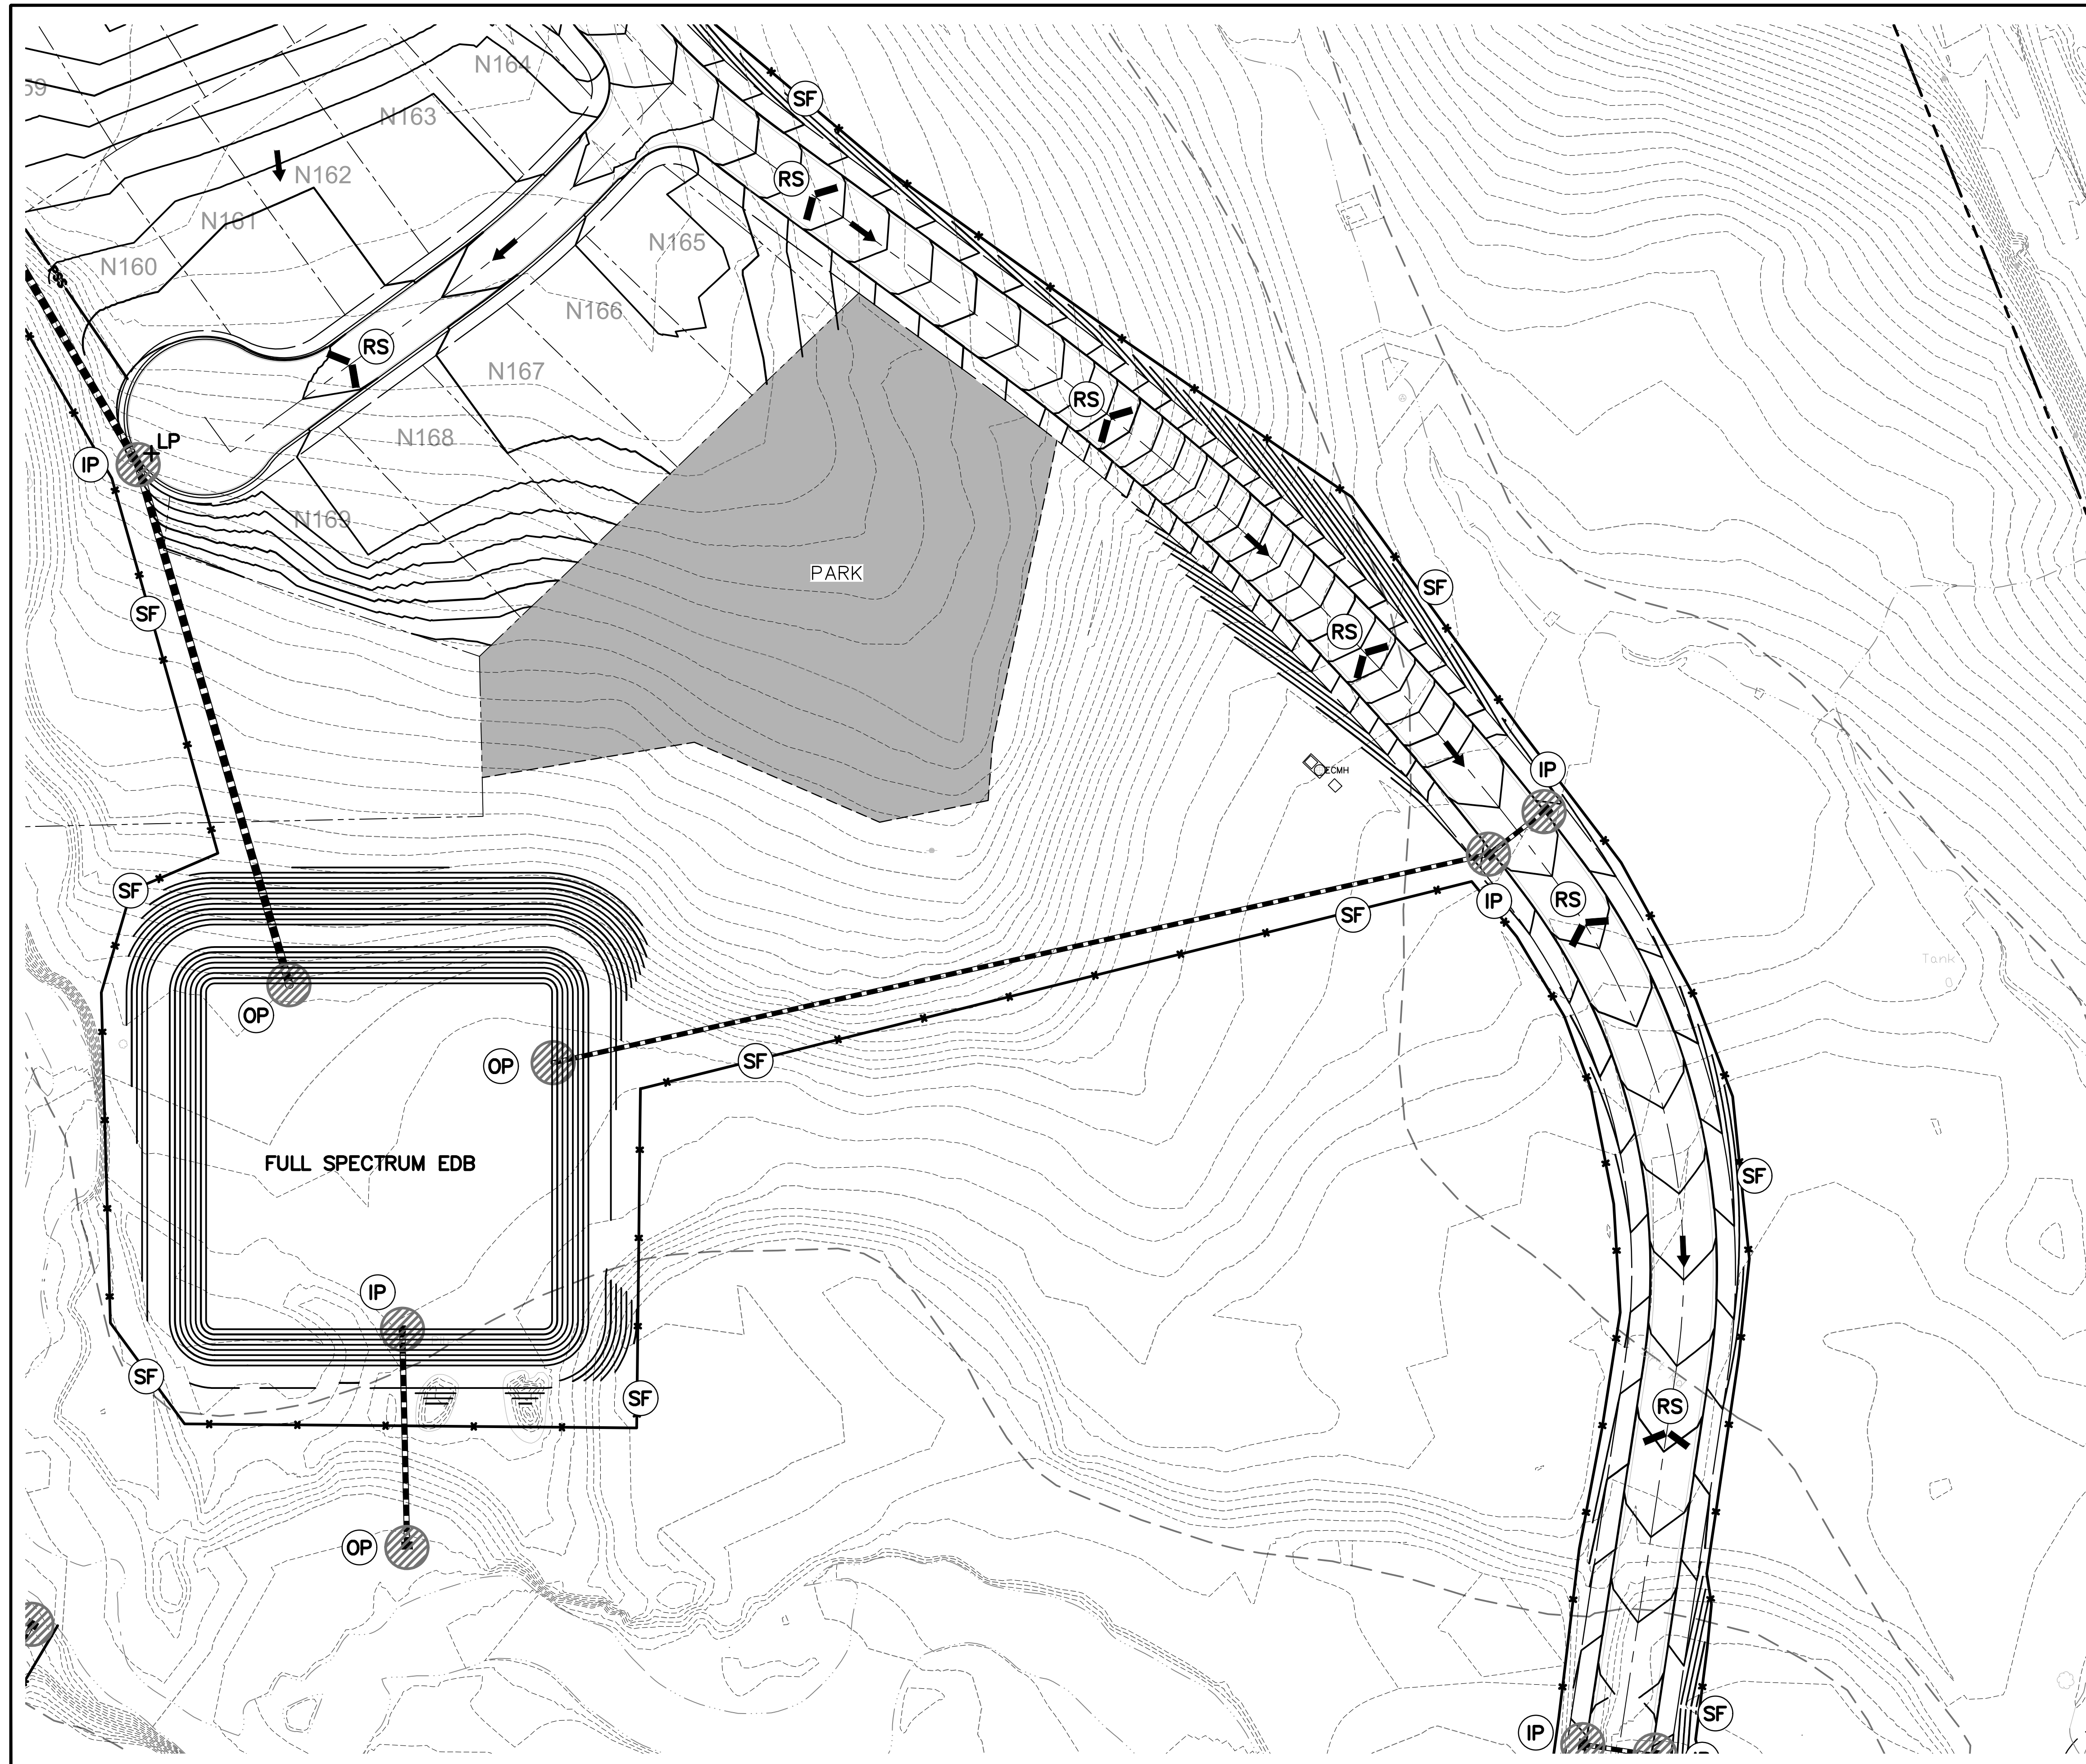 N164
SF
59
N163
RS
N162
N161
N165
N160
N166
RS
N167
RS
N168
LP
IP
N169
PARK
SF
SF
RS
IP
ECMH
SF
RS
IP
SF
Tank
OP
OP
SF
FULL SPECTRUM EDB
SF
IP
SF
SF
RS
OP
SF
IP